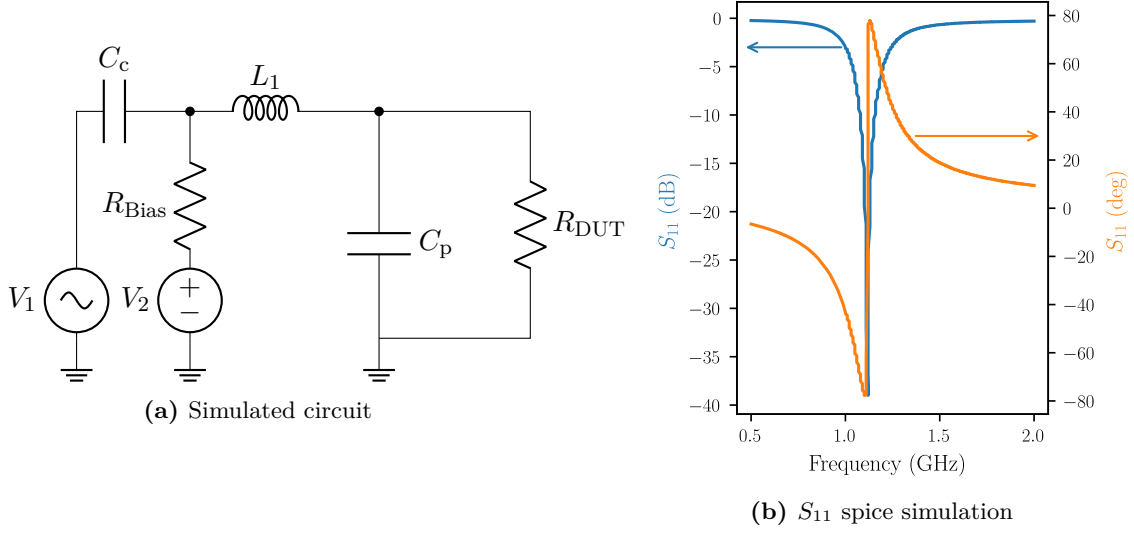 C_c
L_1
R_Bias
C_p
R_DUT
V_1
V_2
+
−
(a) Simulated circuit
0
−5
−10
−15
−20
−25
−30
−35
−40
S_11 (dB)
80
60
40
20
0
−20
−40
−60
−80
S_11 (deg)
0.5
1.0
1.5
2.0
Frequency (GHz)
(b) S_11 spice simulation